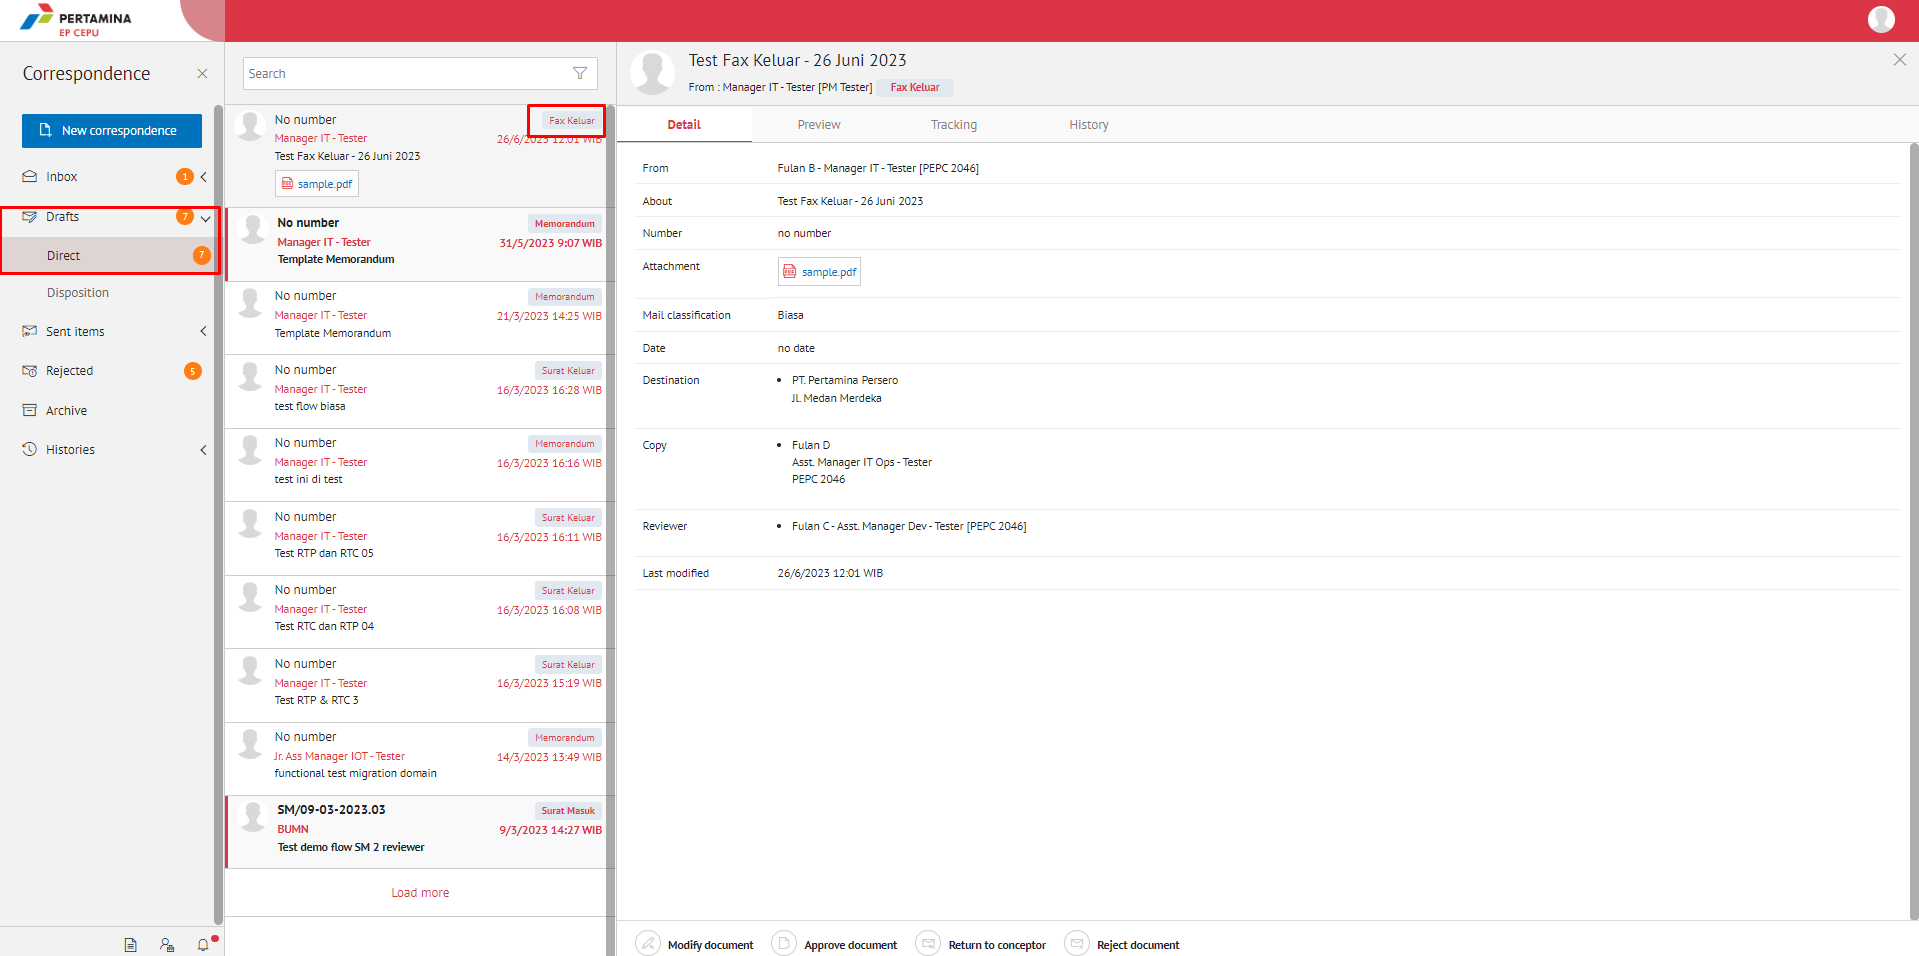 PERTAMINA
EP CEPU
Correspondence
New correspondence
Inbox
1
Drafts
7
Direct
7
Disposition
Sent items
Rejected
5
Archive
Histories
Search
No number
Fax Keluar
Manager IT - Tester
26/6/2023 12:01 WIB
Test Fax Keluar - 26 Juni 2023
sample.pdf
No number
Memorandum
Manager IT - Tester
31/5/2023 9:07 WIB
Template Memorandum
No number
Memorandum
Manager IT - Tester
21/3/2023 14:25 WIB
Template Memorandum
No number
Surat Keluar
Manager IT - Tester
16/3/2023 16:28 WIB
test flow biasa
No number
Memorandum
Manager IT - Tester
16/3/2023 16:16 WIB
test ini di test
No number
Surat Keluar
Manager IT - Tester
16/3/2023 16:11 WIB
Test RTP dan RTC 05
No number
Surat Keluar
Manager IT - Tester
16/3/2023 16:08 WIB
Test RTC dan RTP 04
No number
Surat Keluar
Manager IT - Tester
16/3/2023 15:19 WIB
Test RTP & RTC 3
No number
Memorandum
Jr. Ass Manager IOT - Tester
14/3/2023 13:49 WIB
functional test migration domain
SM/09-03-2023.03
Surat Masuk
BUMN
9/3/2023 14:27 WIB
Test demo flow SM 2 reviewer
Load more
Test Fax Keluar - 26 Juni 2023
From : Manager IT - Tester [PM Tester] Fax Keluar
Detail Preview Tracking History
From Fulan B - Manager IT - Tester [PEPC 2046]
About Test Fax Keluar - 26 Juni 2023
Number no number
Attachment sample.pdf
Mail classification Biasa
Date no date
Destination • PT. Pertamina Persero
Jl. Medan Merdeka
Copy • Fulan D
Asst. Manager IT Ops - Tester
PEPC 2046
Reviewer • Fulan C - Asst. Manager Dev - Tester [PEPC 2046]
Last modified 26/6/2023 12:01 WIB
Modify document Approve document Return to conceptor Reject document